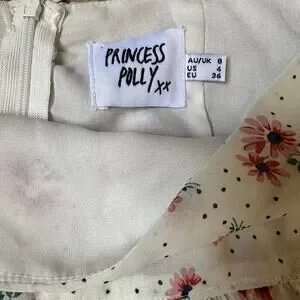 PRINCESS
POLLY xx
AU/UK 8
US 4
EU 36